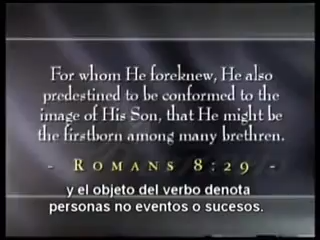 For whom He foreknew, He also
predestined to be conformed to the
image of His Son, that He might be
the firstborn among many brethren.
- ROMANS 8:29 -
y el objeto del verbo denota
personas no eventos o sucesos.